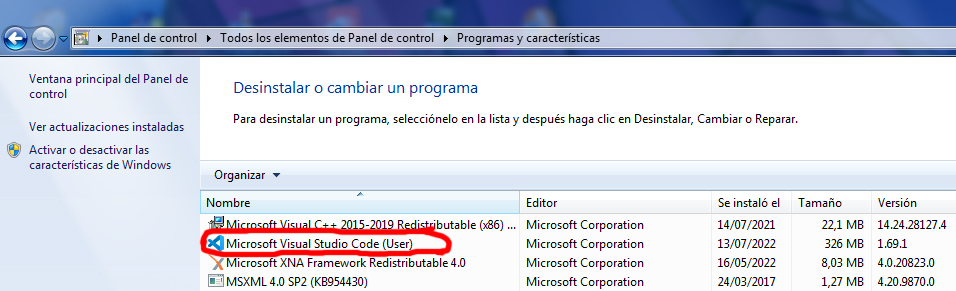 Panel de control Todos los elementos de Panel de control Programas y características
Ventana principal del Panel de control
Ver actualizaciones instaladas
Activar o desactivar las características de Windows
Desinstalar o cambiar un programa
Para desinstalar un programa, selecciónelo en la lista y después haga clic en Desinstalar, Cambiar o Reparar.
Organizar
Nombre Editor Se instaló el Tamaño Versión
Microsoft Visual C++ 2015-2019 Redistributable (x86) ... Microsoft Corporation 14/07/2021 22,1 MB 14.24.28127.4
Microsoft Visual Studio Code (User) Microsoft Corporation 13/07/2022 326 MB 1.69.1
Microsoft XNA Framework Redistributable 4.0 Microsoft Corporation 16/05/2022 8,03 MB 4.0.20823.0
MSXML 4.0 SP2 (KB954430) Microsoft Corporation 24/03/2017 1,27 MB 4.20.9870.0